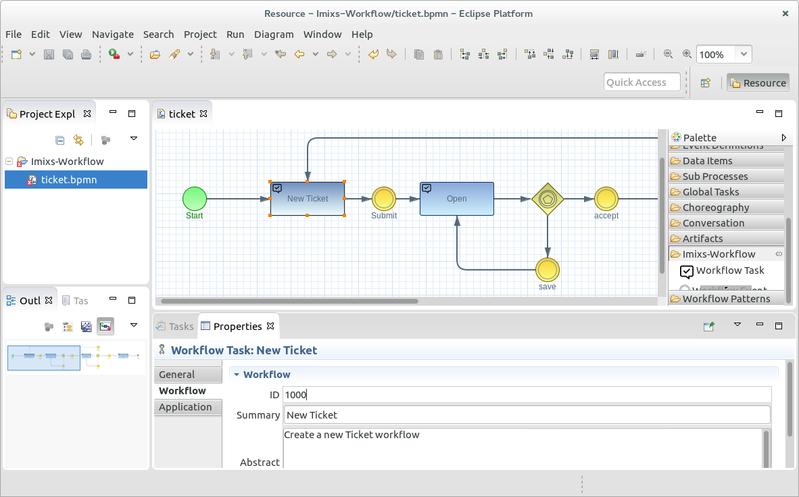 Resource – Imixs–Workflow/ticket.bpmn – Eclipse Platform
File Edit View Navigate Search Project Run Diagram Window Help
100%
Quick Access
Resource
Project Expl
Imixs-Workflow
ticket.bpmn
ticket
Start
New Ticket
Submit
Open
accept
save
Palette
Event Definitions
Data Items
Sub Processes
Global Tasks
Choreography
Conversation
Artifacts
Imixs-Workflow
Workflow Task
Workflow Patterns
Outl
Tas
Tasks
Properties
Workflow Task: New Ticket
General
Workflow
Application
Workflow
ID 1000
Summary New Ticket
Abstract Create a new Ticket workflow